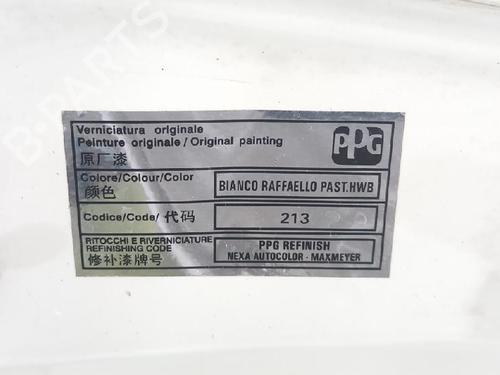 B-PARTS
Verniciatura originale
Peinture originale / Original painting
原厂漆
PPG
Colore/Colour/Color
颜色
BIANCO RAFFAELLO PAST.HWB
Codice/Code/ 代码
213
RITOCCHI E RIVERNICIATURE
REFINISHING CODE
修补漆牌号
PPG REFINISH
NEXA AUTOCOLOR - MAXMEYER